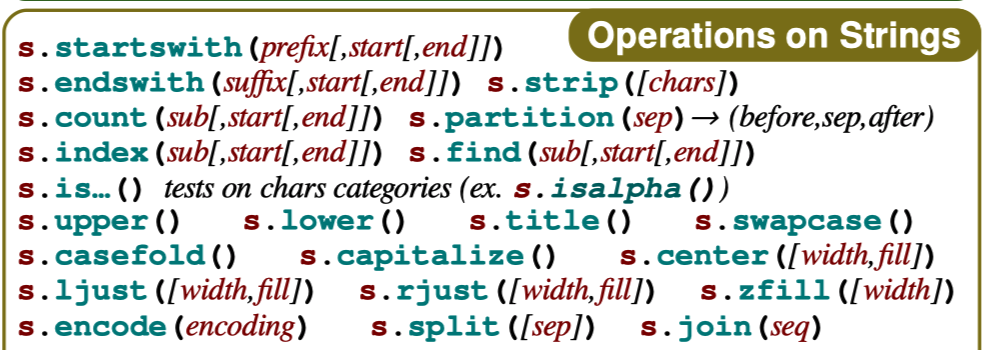 Operations on Strings
s.startswith(prefix[,start[,end]])
s.endswith(suffix[,start[,end]]) s.strip([chars])
s.count(sub[,start[,end]]) s.partition(sep)→ (before,sep,after)
s.index(sub[,start[,end]]) s.find(sub[,start[,end]])
s.is…() tests on chars categories (ex. s.isalpha())
s.upper() s.lower() s.title() s.swapcase()
s.casefold() s.capitalize() s.center([width,fill])
s.ljust([width,fill]) s.rjust([width,fill]) s.zfill([width])
s.encode(encoding) s.split([sep]) s.join(seq)